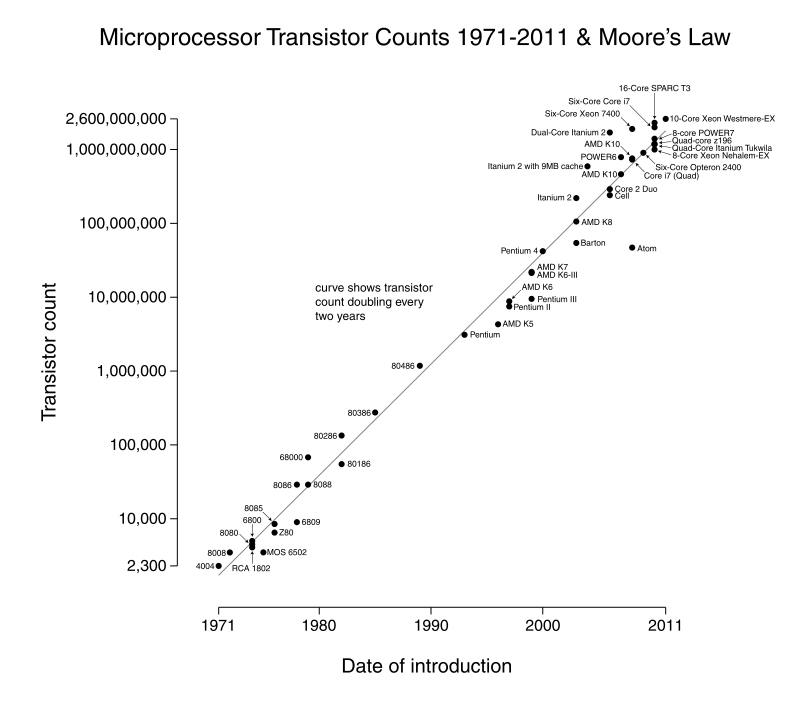 Microprocessor Transistor Counts 1971-2011 & Moore's Law
16-Core SPARC T3
Six-Core Core i7
Six-Core Xeon 7400
10-Core Xeon Westmere-EX
Dual-Core Itanium 2
8-core POWER7
Quad-core z196
AMD K10
Quad-Core Itanium Tukwila
POWER6
8-Core Xeon Nehalem-EX
Itanium 2 with 9MB cache
Six-Core Opteron 2400
AMD K10
Core i7 (Quad)
Core 2 Duo
Itanium 2
Cell
AMD K8
Barton
Atom
Pentium 4
AMD K7
AMD K6-III
AMD K6
Pentium III
Pentium II
AMD K5
Pentium
80486
80386
80286
80186
68000
8086
8088
8085
6800
6809
8080
Z80
8008
MOS 6502
4004
RCA 1802
curve shows transistor
count doubling every
two years
Transistor count
2,600,000,000
1,000,000,000
100,000,000
10,000,000
1,000,000
100,000
10,000
2,300
1971
1980
1990
2000
2011
Date of introduction